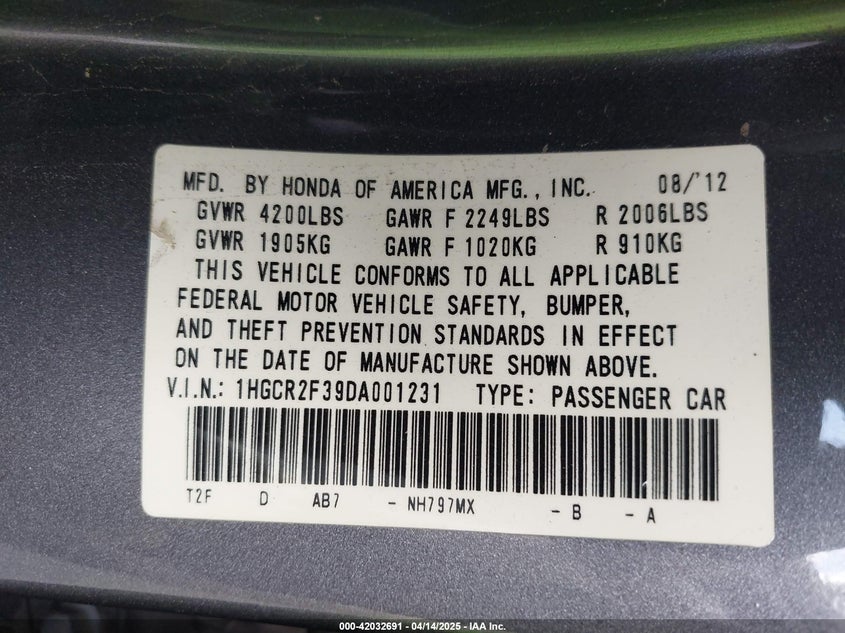 MFD. BY HONDA OF AMERICA MFG., INC. 08/'12
GVWR 4200LBS GAWR F 2249LBS R 2006LBS
GVWR 1905KG GAWR F 1020KG R 910KG
THIS VEHICLE CONFORMS TO ALL APPLICABLE
FEDERAL MOTOR VEHICLE SAFETY, BUMPER,
AND THEFT PREVENTION STANDARDS IN EFFECT
ON THE DATE OF MANUFACTURE SHOWN ABOVE.
V.I.N.: 1HGCR2F39DA001231 TYPE: PASSENGER CAR
T2F D AB7 - NH797MX - B - A
000-42032691 - 04/14/2025 - IAA Inc.